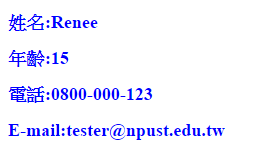 姓名:Renee
年齡:15
電話:0800-000-123
E-mail:tester@npust.edu.tw